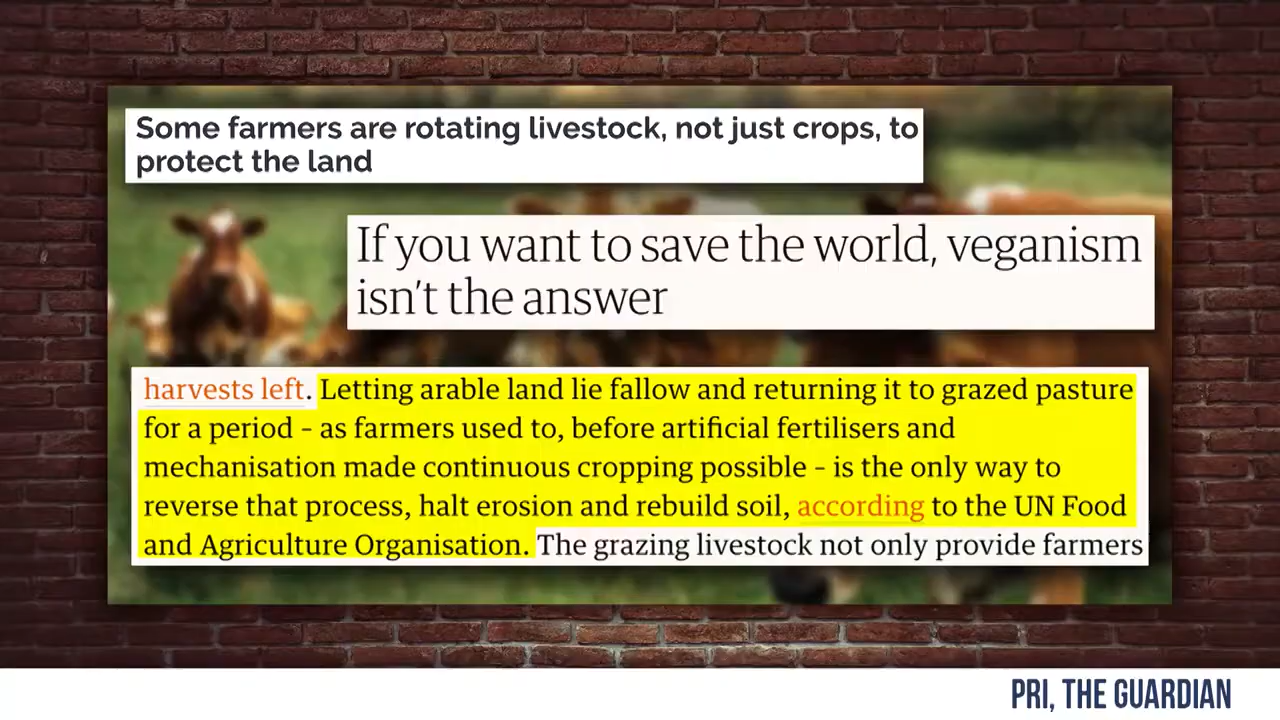 Some farmers are rotating livestock, not just crops, to
protect the land
If you want to save the world, veganism
isn't the answer
harvests left. Letting arable land lie fallow and returning it to grazed pasture
for a period – as farmers used to, before artificial fertilisers and
mechanisation made continuous cropping possible – is the only way to
reverse that process, halt erosion and rebuild soil, according to the UN Food
and Agriculture Organisation. The grazing livestock not only provide farmers
PRI, THE GUARDIAN